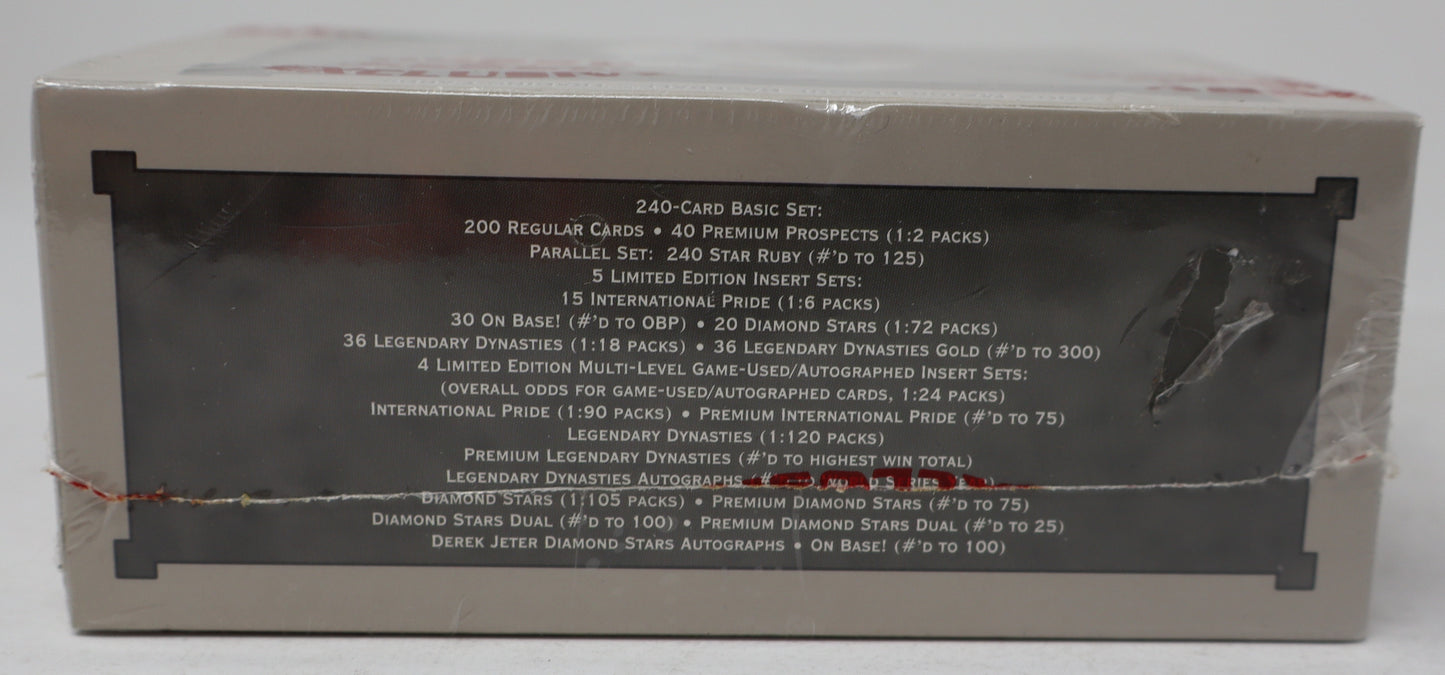 240-Card Basic Set:
200 Regular Cards • 40 Premium Prospects (1:2 packs)
Parallel Set: 240 Star Ruby (#'d to 125)
5 Limited Edition Insert Sets:
15 International Pride (1:6 packs)
30 On Base! (#'d to OBP) • 20 Diamond Stars (1:72 packs)
36 Legendary Dynasties (1:18 packs) • 36 Legendary Dynasties Gold (#'d to 300)
4 Limited Edition Multi-Level Game-Used/Autographed Insert Sets:
(overall odds for game-used/autographed cards, 1:24 packs)
International Pride (1:90 packs) • Premium International Pride (#'d to 75)
Legendary Dynasties (1:120 packs)
Premium Legendary Dynasties (#'d to highest win total)
Legendary Dynasties Autographs
Diamond Stars (1:105 packs) • Premium Diamond Stars (#'d to 75)
Diamond Stars Dual (#'d to 100) • Premium Diamond Stars Dual (#'d to 25)
Derek Jeter Diamond Stars Autographs • On Base! (#'d to 100)